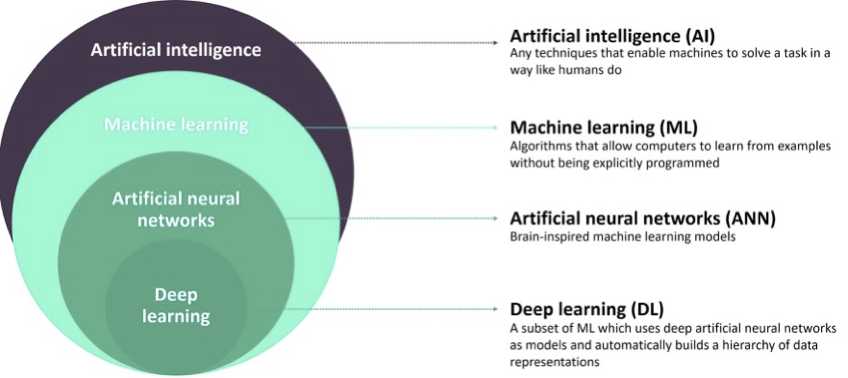 Artificial intelligence
Machine learning
Artificial neural
networks
Deep
learning
Artificial intelligence (AI)
Any techniques that enable machines to solve a task in a
way like humans do
Machine learning (ML)
Algorithms that allow computers to learn from examples
without being explicitly programmed
Artificial neural networks (ANN)
Brain-inspired machine learning models
Deep learning (DL)
A subset of ML which uses deep artificial neural networks
as models and automatically builds a hierarchy of data
representations